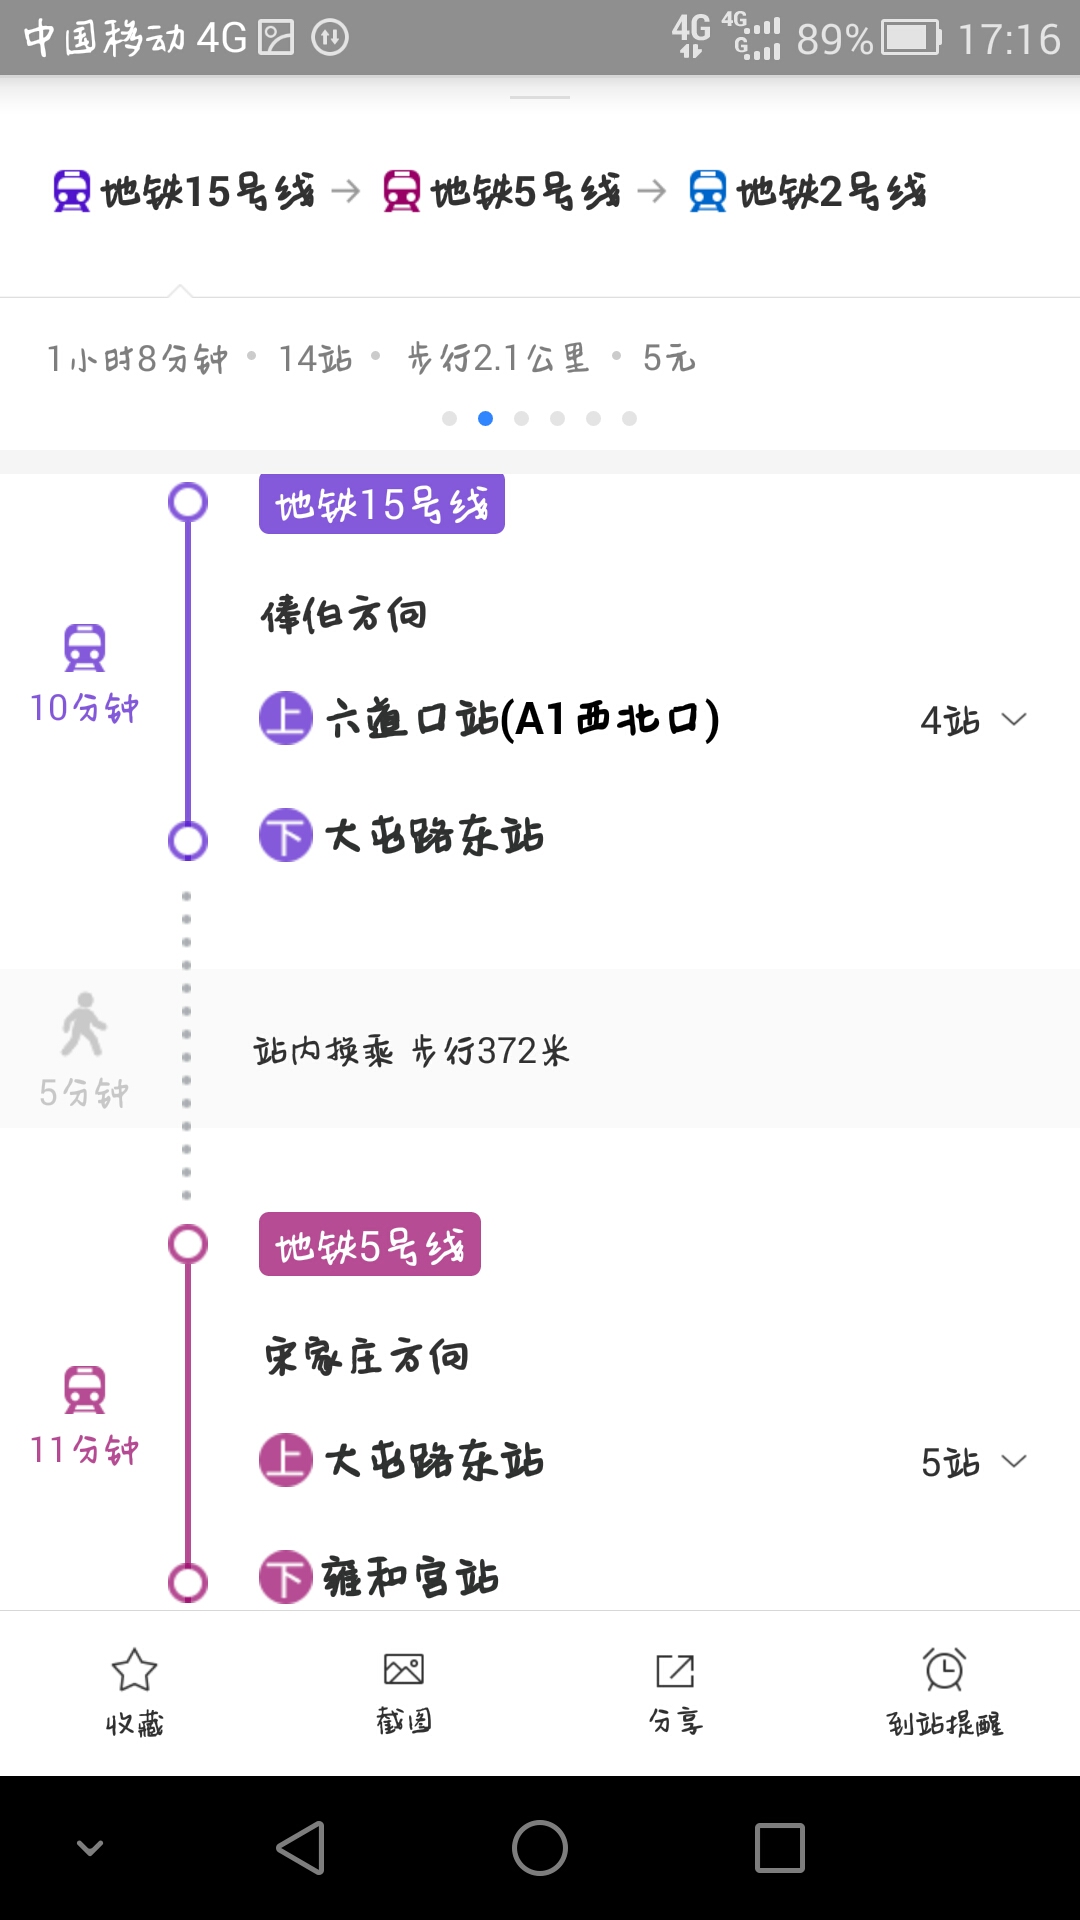 中国移动 4G 4G 4G G 89% 17:16
地铁15号线 → 地铁5号线 → 地铁2号线
1小时8分钟 • 14站 • 步行2.1公里 • 5元
地铁15号线
俸伯方向
10分钟
上 六道口站(A1西北口) 4站
下 大屯路东站
站内换乘 步行372米
5分钟
地铁5号线
宋家庄方向
11分钟
上 大屯路东站 5站
下 雍和宫站
收藏 截图 分享 到站提醒